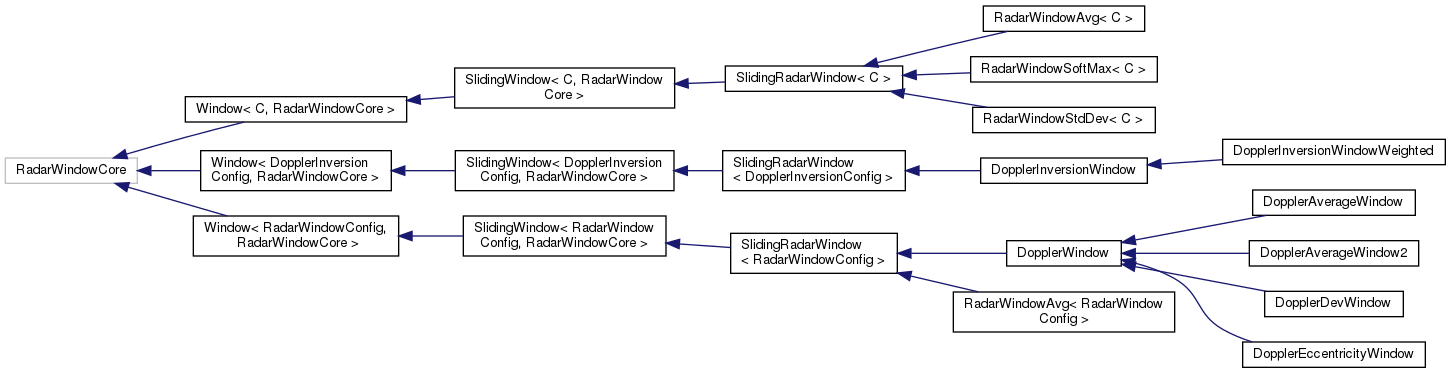 RadarWindowCore
Window< C, RadarWindowCore >
SlidingWindow< C, RadarWindow
Core >
SlidingRadarWindow< C >
RadarWindowAvg< C >
RadarWindowSoftMax< C >
RadarWindowStdDev< C >
Window< DopplerInversion
Config, RadarWindowCore >
SlidingWindow< DopplerInversion
Config, RadarWindowCore >
SlidingRadarWindow
< DopplerInversionConfig >
DopplerInversionWindow
DopplerInversionWindowWeighted
Window< RadarWindowConfig,
RadarWindowCore >
SlidingWindow< RadarWindow
Config, RadarWindowCore >
SlidingRadarWindow
< RadarWindowConfig >
DopplerWindow
DopplerAverageWindow
DopplerAverageWindow2
DopplerDevWindow
DopplerEccentricityWindow
RadarWindowAvg< RadarWindow
Config >